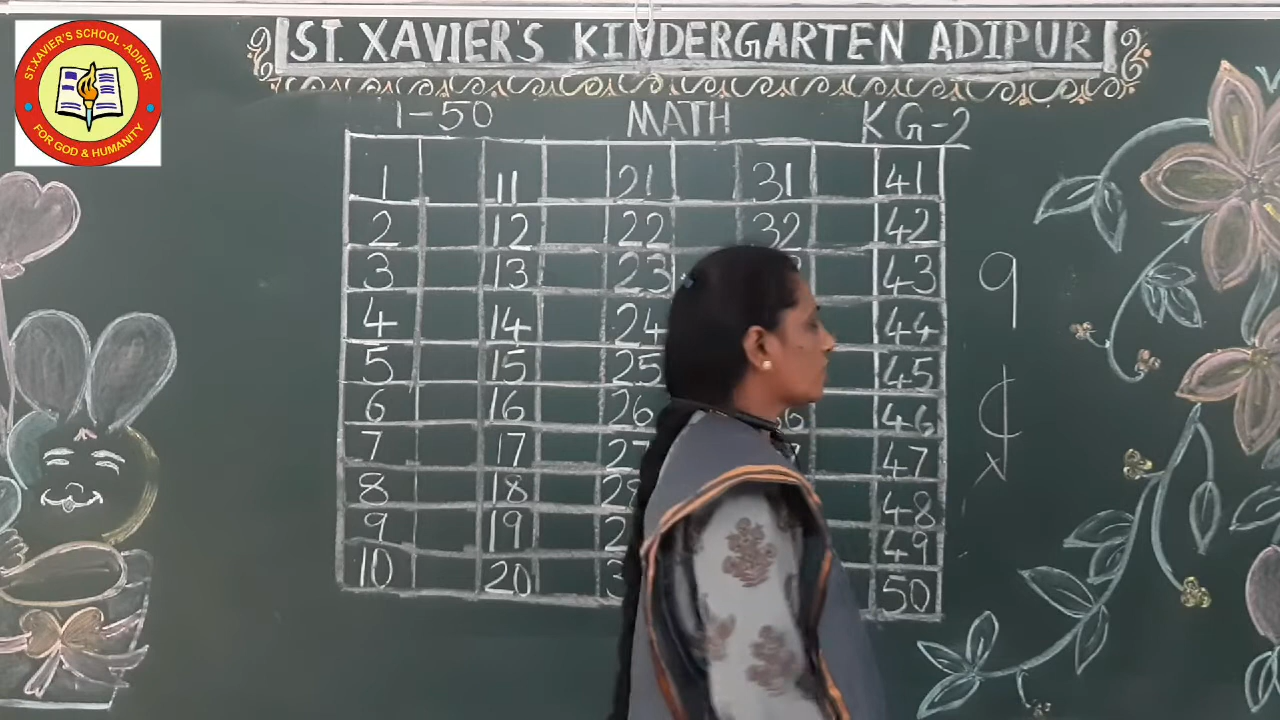 ST. XAVIER'S KINDERGARTEN ADIPUR
ST.XAVIER'S SCHOOL-ADIPUR
FOR GOD & HUMANITY
1-50 MATH KG-2
1 11 21 31 41
2 12 22 32 42
3 13 23 43
4 14 24 44
5 15 25 45
6 16 26 46
7 17 27 47
8 18 28 48
9 19 49
10 20 50
9